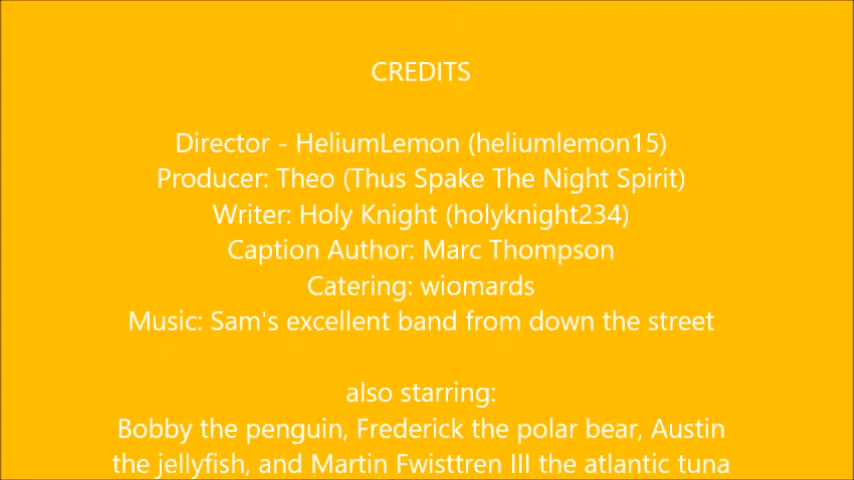 CREDITS
Director - HeliumLemon (heliumlemon15)
Producer: Theo (Thus Spake The Night Spirit)
Writer: Holy Knight (holyknight234)
Caption Author: Marc Thompson
Catering: wiomards
Music: Sam's excellent band from down the street
also starring:
Bobby the penguin, Frederick the polar bear, Austin
the jellyfish, and Martin Fwisttren III the atlantic tuna